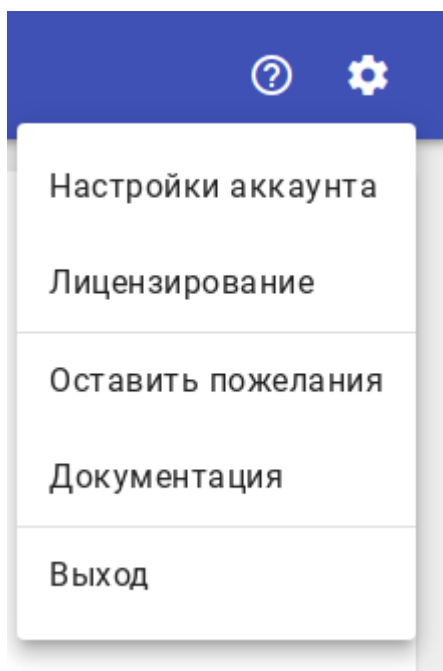 Настройки аккаунта
Лицензирование
Оставить пожелания
Документация
Выход